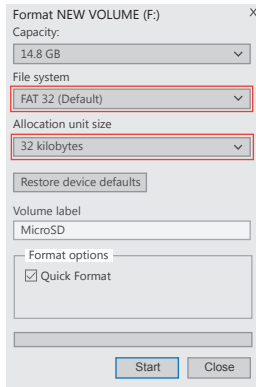 Format NEW VOLUME (F:) X
Capacity:
14.8 GB
File system
FAT 32 (Default)
Allocation unit size
32 kilobytes
Restore device defaults
Volume label
MicroSD
Format options
Quick Format
Start Close